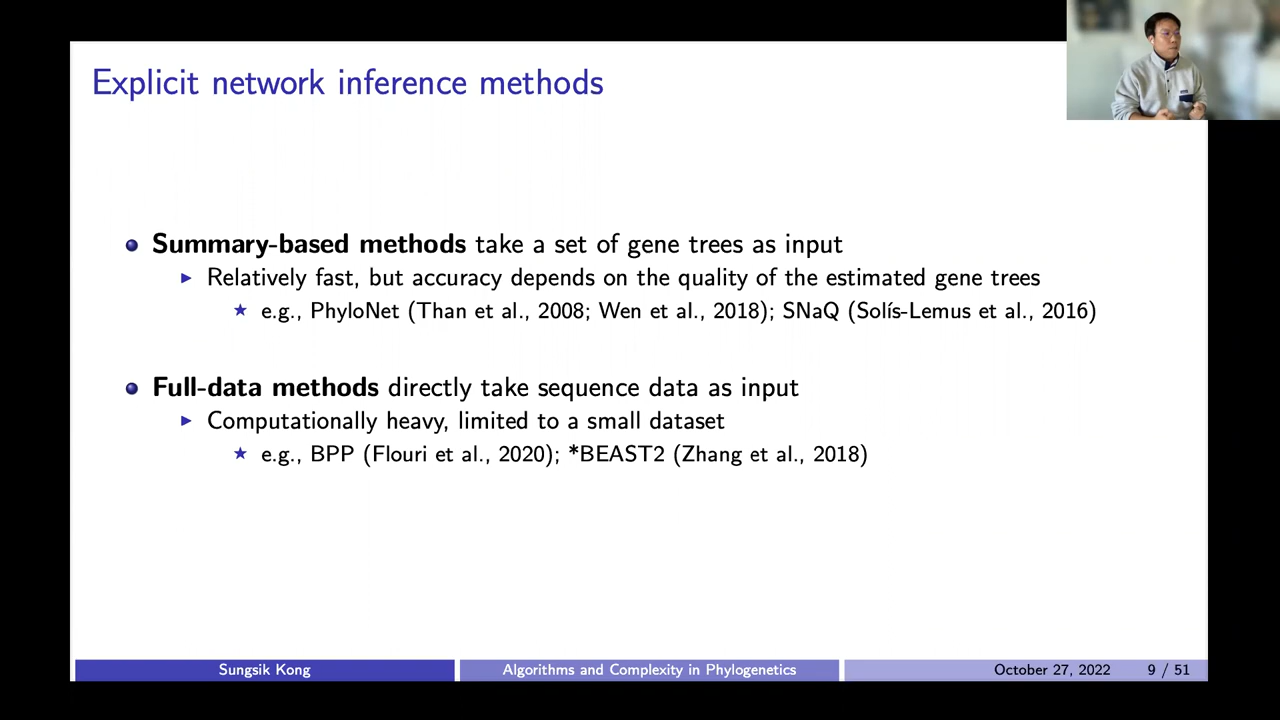 Explicit network inference methods
Summary-based methods take a set of gene trees as input
Relatively fast, but accuracy depends on the quality of the estimated gene trees
e.g., PhyloNet (Than et al., 2008; Wen et al., 2018); SNaQ (Solís-Lemus et al., 2016)
Full-data methods directly take sequence data as input
Computationally heavy, limited to a small dataset
e.g., BPP (Flouri et al., 2020); *BEAST2 (Zhang et al., 2018)
Sungsik Kong Algorithms and Complexity in Phylogenetics October 27, 2022 9 / 51